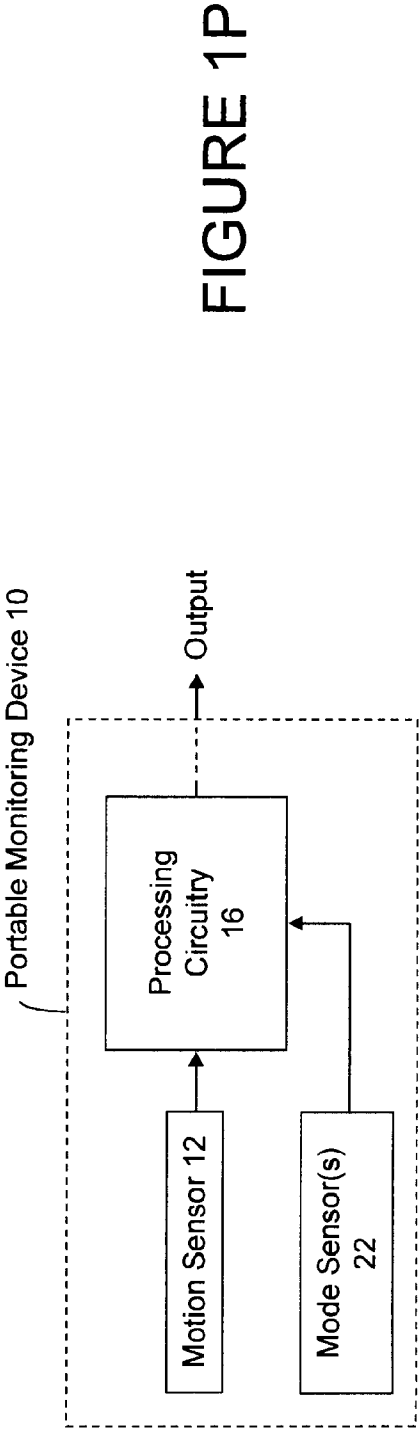 Portable Monitoring Device 10
Motion Sensor 12
Processing
Circuitry
16
Output
Mode Sensor(s)
22
FIGURE 1P